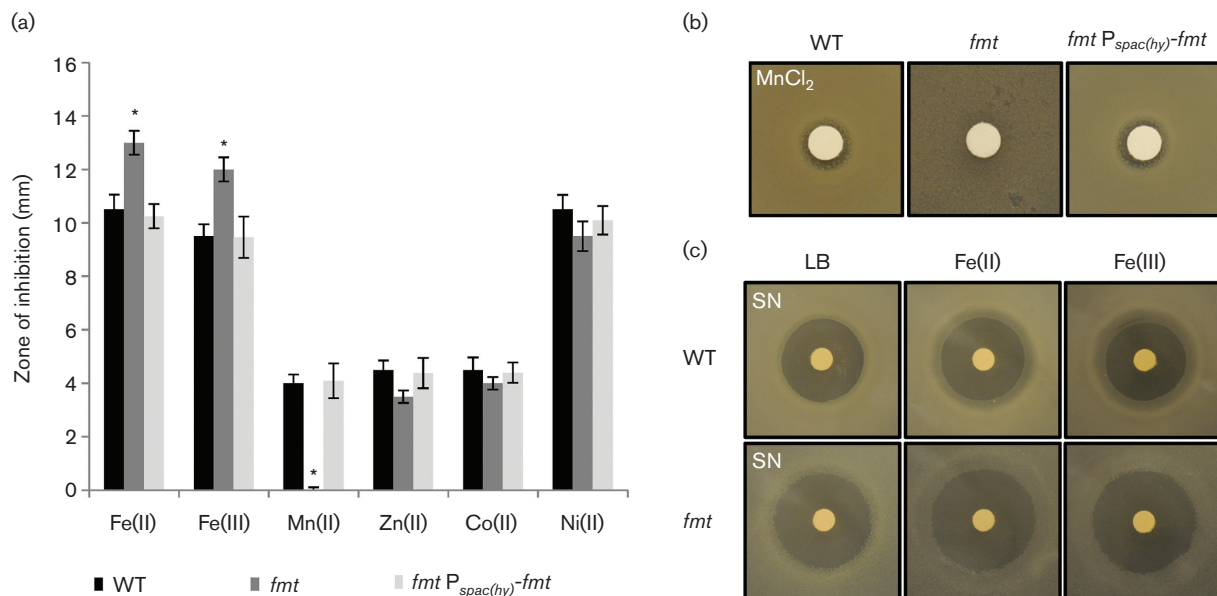 (a)
16
14
12
10
8
6
4
2
0
Zone of inhibition (mm)
*
*
*
Fe(II) Fe(III) Mn(II) Zn(II) Co(II) Ni(II)
WT fmt fmt Pspac(hy)-fmt
(b)
WT fmt fmt Pspac(hy)-fmt
MnCl2
(c)
LB Fe(II) Fe(III)
WT
SN
fmt
SN